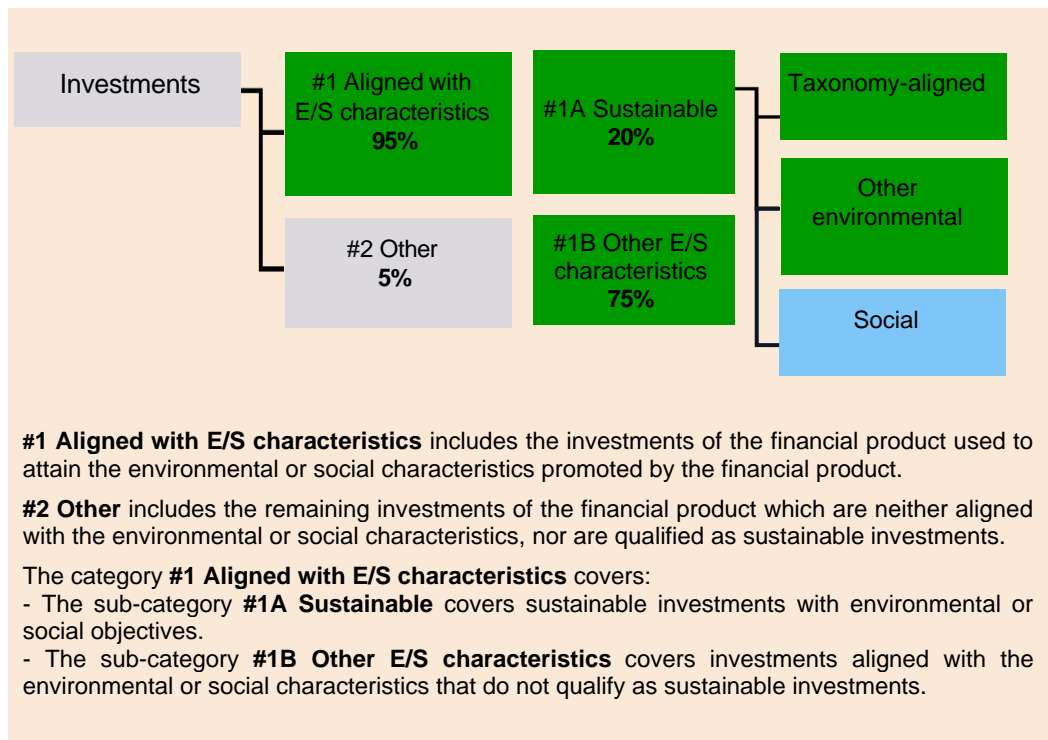 Investments
#1 Aligned with
E/S characteristics
95%
#2 Other
5%
#1A Sustainable
20%
#1B Other E/S
characteristics
75%
Taxonomy-aligned
Other
environmental
Social
#1 Aligned with E/S characteristics includes the investments of the financial product used to
attain the environmental or social characteristics promoted by the financial product.
#2 Other includes the remaining investments of the financial product which are neither aligned
with the environmental or social characteristics, nor are qualified as sustainable investments.
The category #1 Aligned with E/S characteristics covers:
- The sub-category #1A Sustainable covers sustainable investments with environmental or
social objectives.
- The sub-category #1B Other E/S characteristics covers investments aligned with the
environmental or social characteristics that do not qualify as sustainable investments.